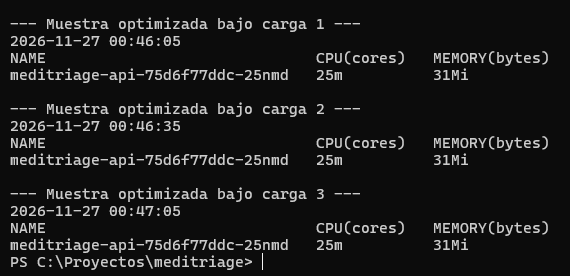 --- Muestra optimizada bajo carga 1 ---
2026-11-27 00:46:05
NAME                              CPU(cores)   MEMORY(bytes)
meditriage-api-75d6f77ddc-25nmd   25m          31Mi
--- Muestra optimizada bajo carga 2 ---
2026-11-27 00:46:35
NAME                              CPU(cores)   MEMORY(bytes)
meditriage-api-75d6f77ddc-25nmd   25m          31Mi
--- Muestra optimizada bajo carga 3 ---
2026-11-27 00:47:05
NAME                              CPU(cores)   MEMORY(bytes)
meditriage-api-75d6f77ddc-25nmd   25m          31Mi
PS C:\Proyectos\meditriage>